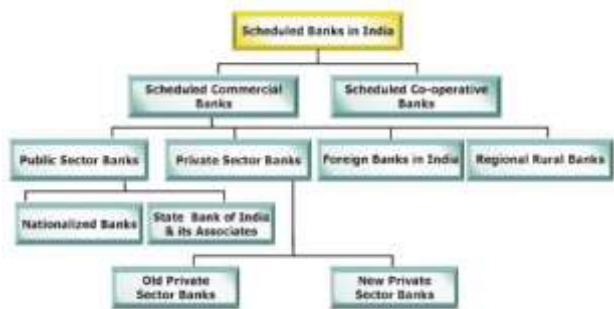 Scheduled Banks in India
Scheduled Commercial
Banks
Scheduled Co-operative
Banks
Public Sector Banks
Private Sector Banks
Foreign Banks in India
Regional Rural Banks
Nationalized Banks
State Bank of India
& its Associates
Old Private
Sector Banks
New Private
Sector Banks